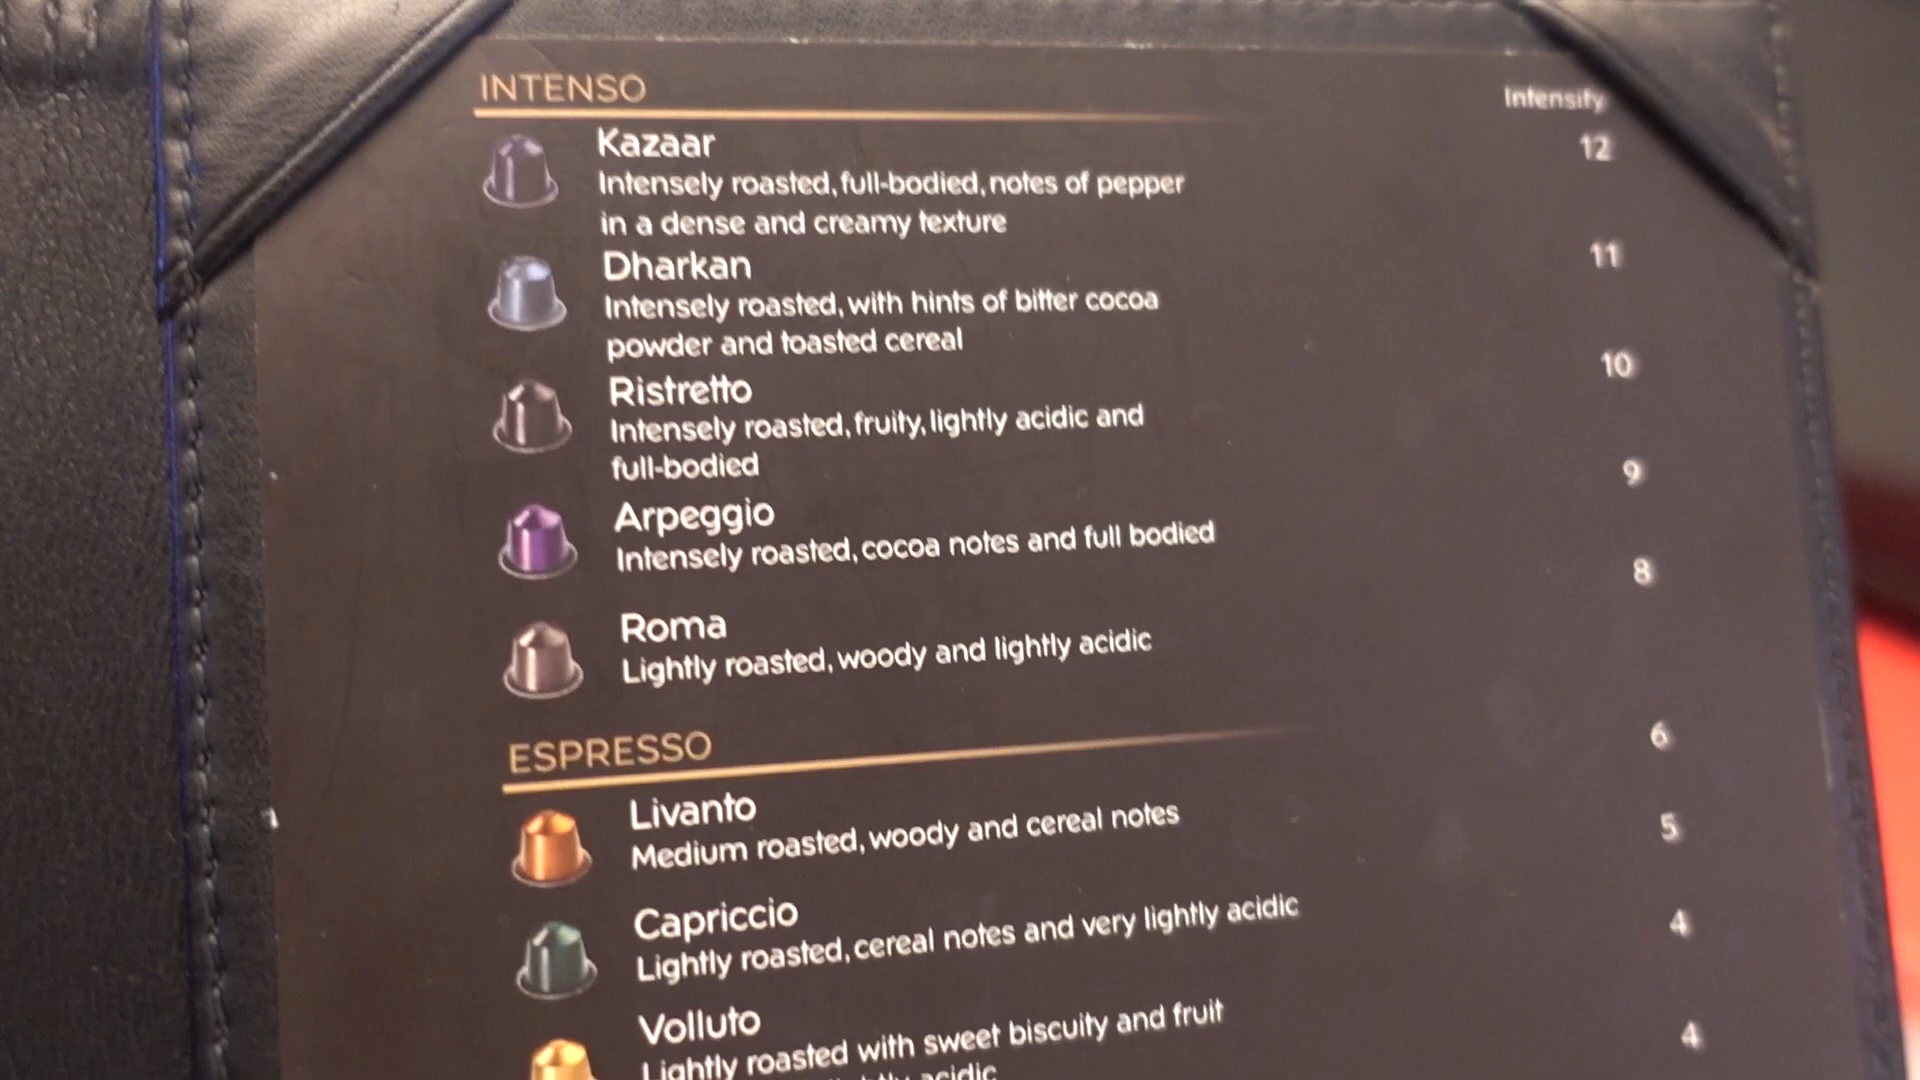 INTENSO
Intensity
Kazaar
12
Intensely roasted, full-bodied, notes of pepper
in a dense and creamy texture
Dharkan
11
Intensely roasted, with hints of bitter cocoa
powder and toasted cereal
Ristretto
10
Intensely roasted, fruity, lightly acidic and
full-bodied
Arpeggio
9
Intensely roasted, cocoa notes and full bodied
Roma
8
Lightly roasted, woody and lightly acidic
ESPRESSO
Livanto
6
Medium roasted, woody and cereal notes
Capriccio
5
Lightly roasted, cereal notes and very lightly acidic
Volluto
4
Lightly roasted with sweet biscuity and fruit
acidic
4